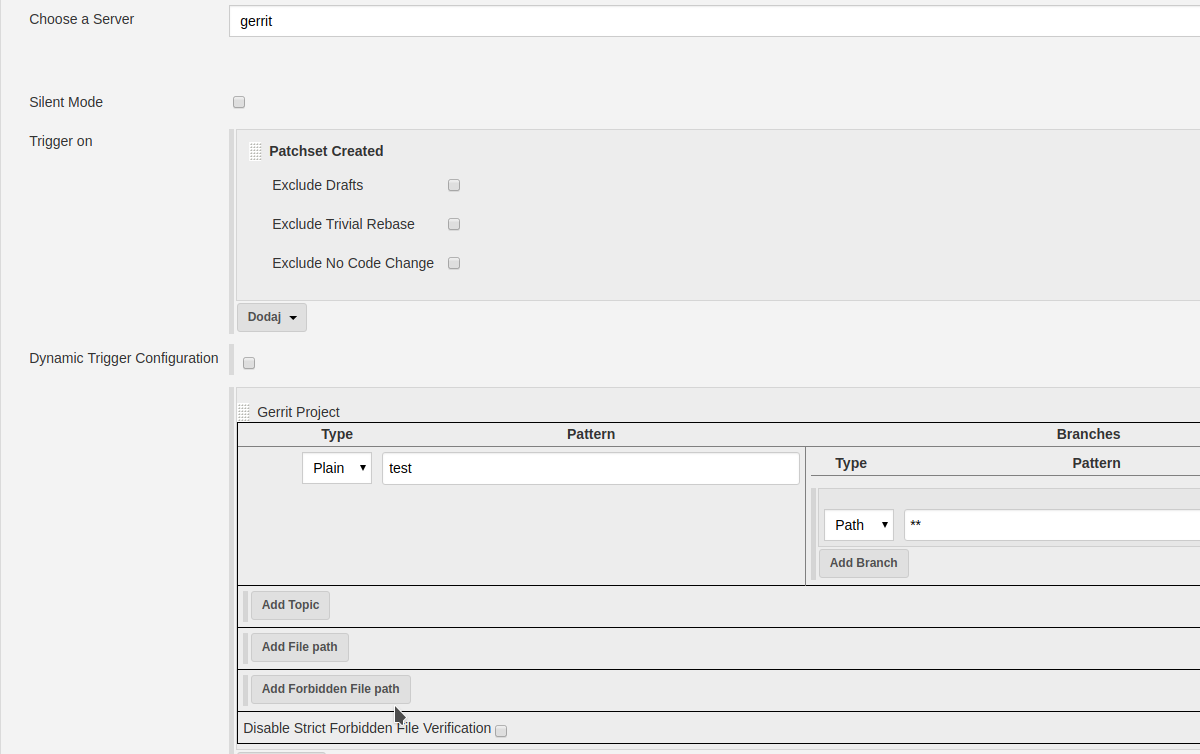 Choose a Server
gerrit
Silent Mode
Trigger on
Patchset Created
Exclude Drafts
Exclude Trivial Rebase
Exclude No Code Change
Dodaj
Dynamic Trigger Configuration
Gerrit Project
Type Pattern Branches
Plain test
Type Pattern
Path **
Add Branch
Add Topic
Add File path
Add Forbidden File path
Disable Strict Forbidden File Verification